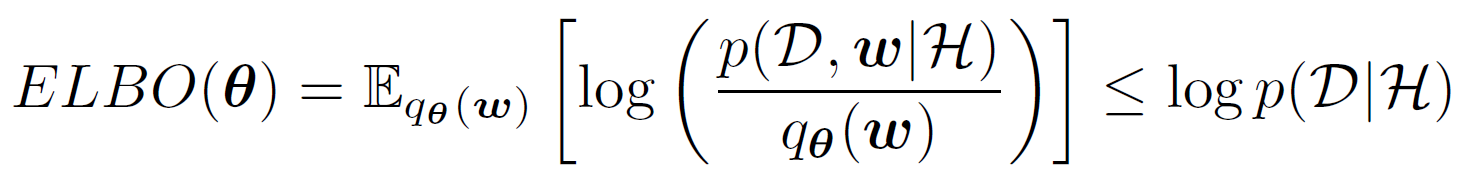 ELBO(θ) = 𝔼_{q_θ(w)} [log (p(𝒟, w|ℋ) / q_θ(w))] ≤ log p(𝒟|ℋ)